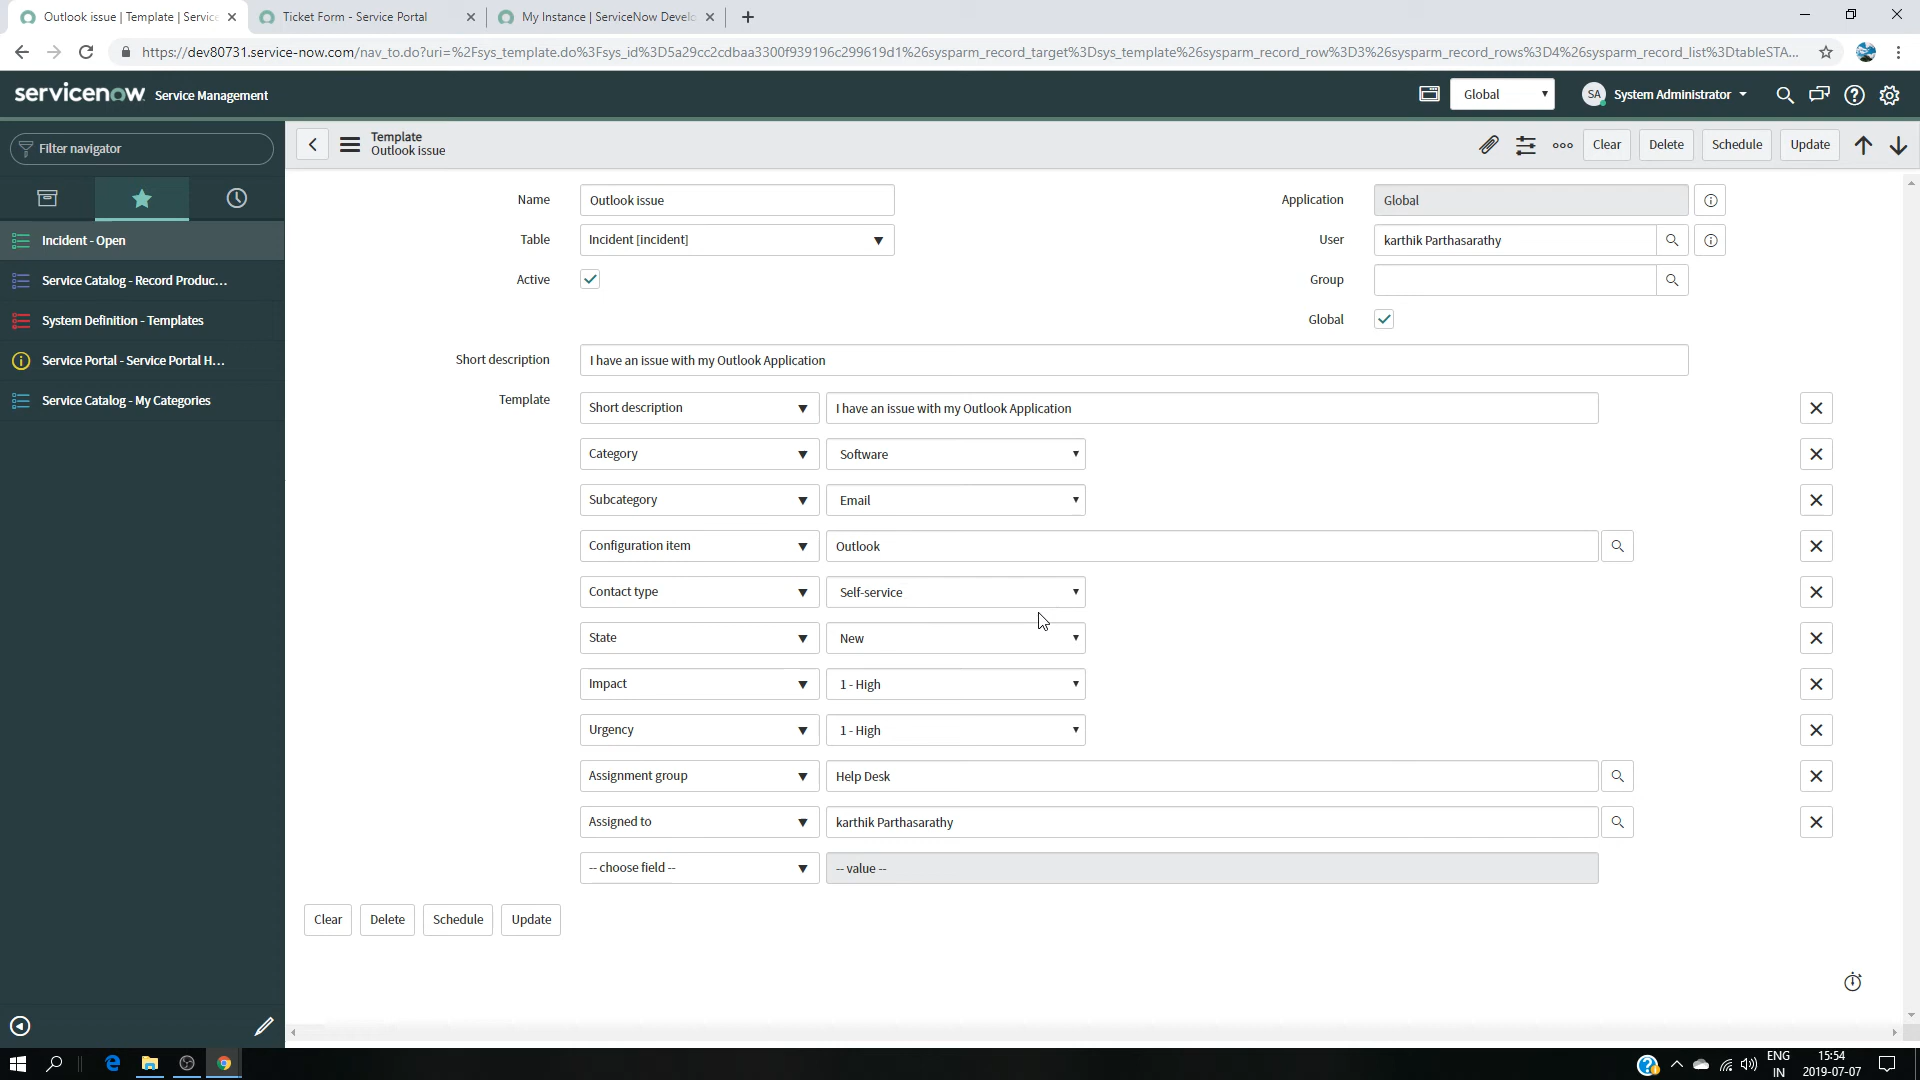 Outlook issue | Template | Service
Ticket Form - Service Portal
My Instance | ServiceNow Develo
https://dev80731.service-now.com/nav_to.do?uri=%2Fsys_template.do%3Fsys_id%3D5a29cc2cdbaa3300f939196c299619d1%26sysparm_record_target%3Dsys_template%26sysparm_record_row%3D3%26sysparm_record_rows%3D4%26sysparm_record_list%3DtableSTA...
servicenow Service Management
Global
SA
System Administrator
Filter navigator
Template
Outlook issue
Clear
Delete
Schedule
Update
Incident - Open
Service Catalog - Record Produc...
System Definition - Templates
Service Portal - Service Portal H...
Service Catalog - My Categories
Name
Outlook issue
Application
Global
Table
Incident [incident]
User
karthik Parthasarathy
Active
Group
Global
Short description
I have an issue with my Outlook Application
Template
Short description
I have an issue with my Outlook Application
Category
Software
Subcategory
Email
Configuration item
Outlook
Contact type
Self-service
State
New
Impact
1 - High
Urgency
1 - High
Assignment group
Help Desk
Assigned to
karthik Parthasarathy
-- choose field --
-- value --
Clear
Delete
Schedule
Update
ENG
IN
15:54
2019-07-07